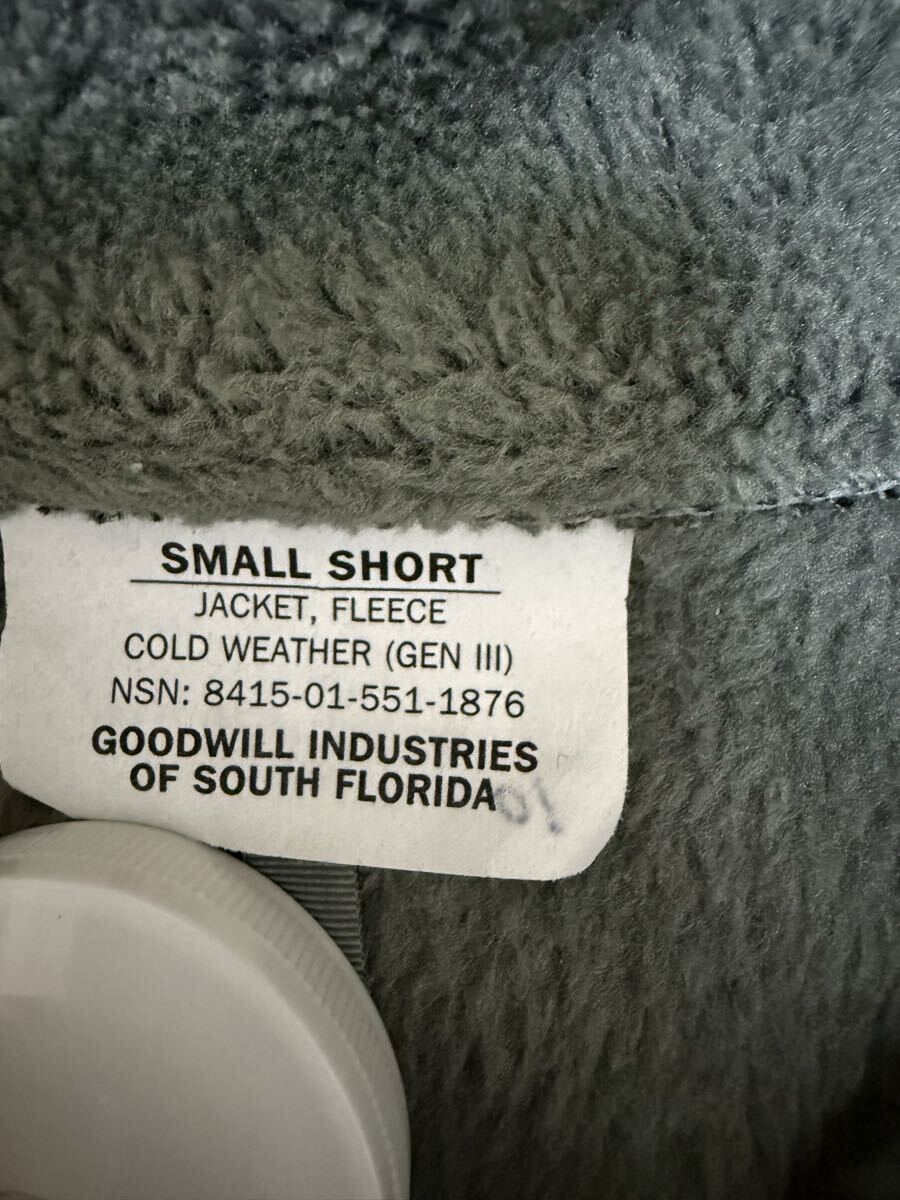 SMALL SHORT
JACKET, FLEECE
COLD WEATHER (GEN III)
NSN: 8415-01-551-1876
GOODWILL INDUSTRIES
OF SOUTH FLORIDA